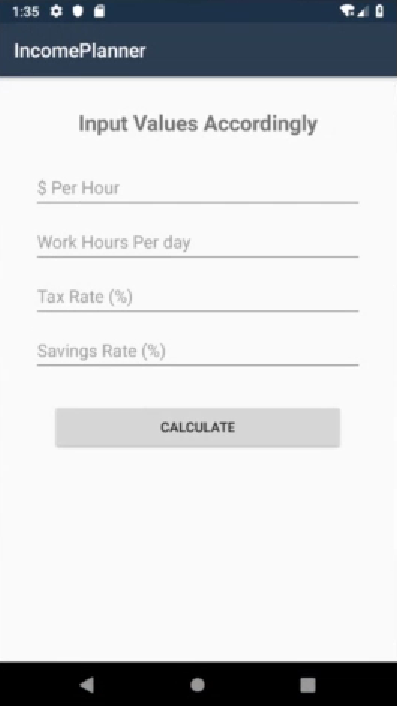 1:35
IncomePlanner
Input Values Accordingly
$ Per Hour
Work Hours Per day
Tax Rate (%)
Savings Rate (%)
CALCULATE